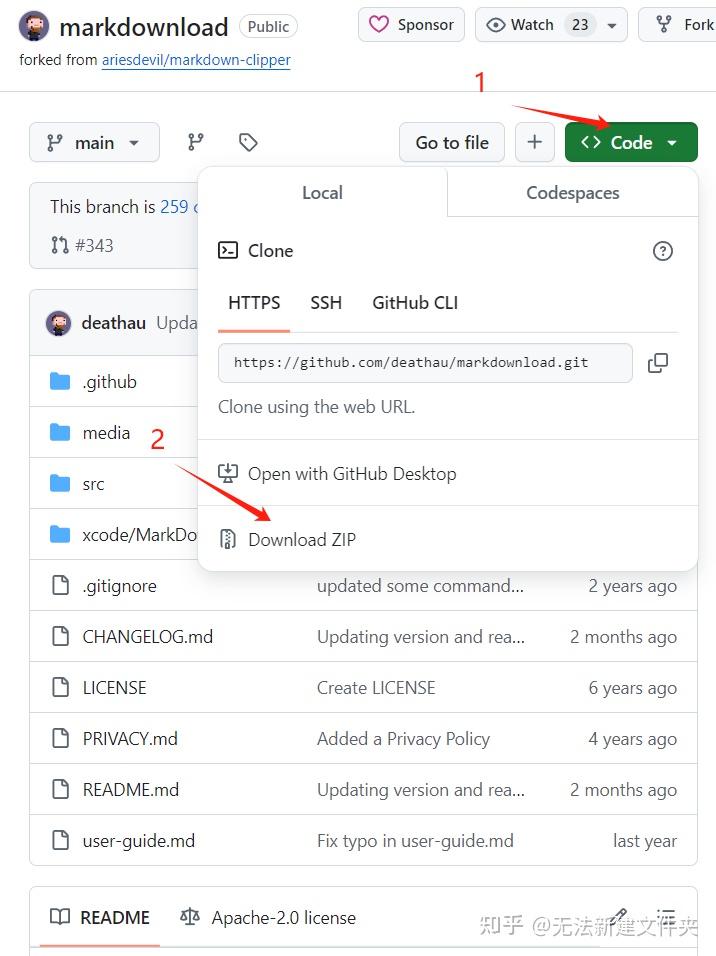 markdownload Public Sponsor Watch 23 Fork
forked from ariesdevil/markdown-clipper
1
main Go to file Code
Local Codespaces
This branch is 259 c
Clone
#343
HTTPS SSH GitHub CLI
deathau Upda
https://github.com/deathau/markdownload.git
.github
Clone using the web URL.
media
2
Open with GitHub Desktop
src
xcode/MarkDo
Download ZIP
.gitignore updated some command... 2 years ago
CHANGELOG.md Updating version and rea... 2 months ago
LICENSE Create LICENSE 6 years ago
PRIVACY.md Added a Privacy Policy 4 years ago
README.md Updating version and rea... 2 months ago
user-guide.md Fix typo in user-guide.md last year
README Apache-2.0 license
知乎 @无法新建文件夹